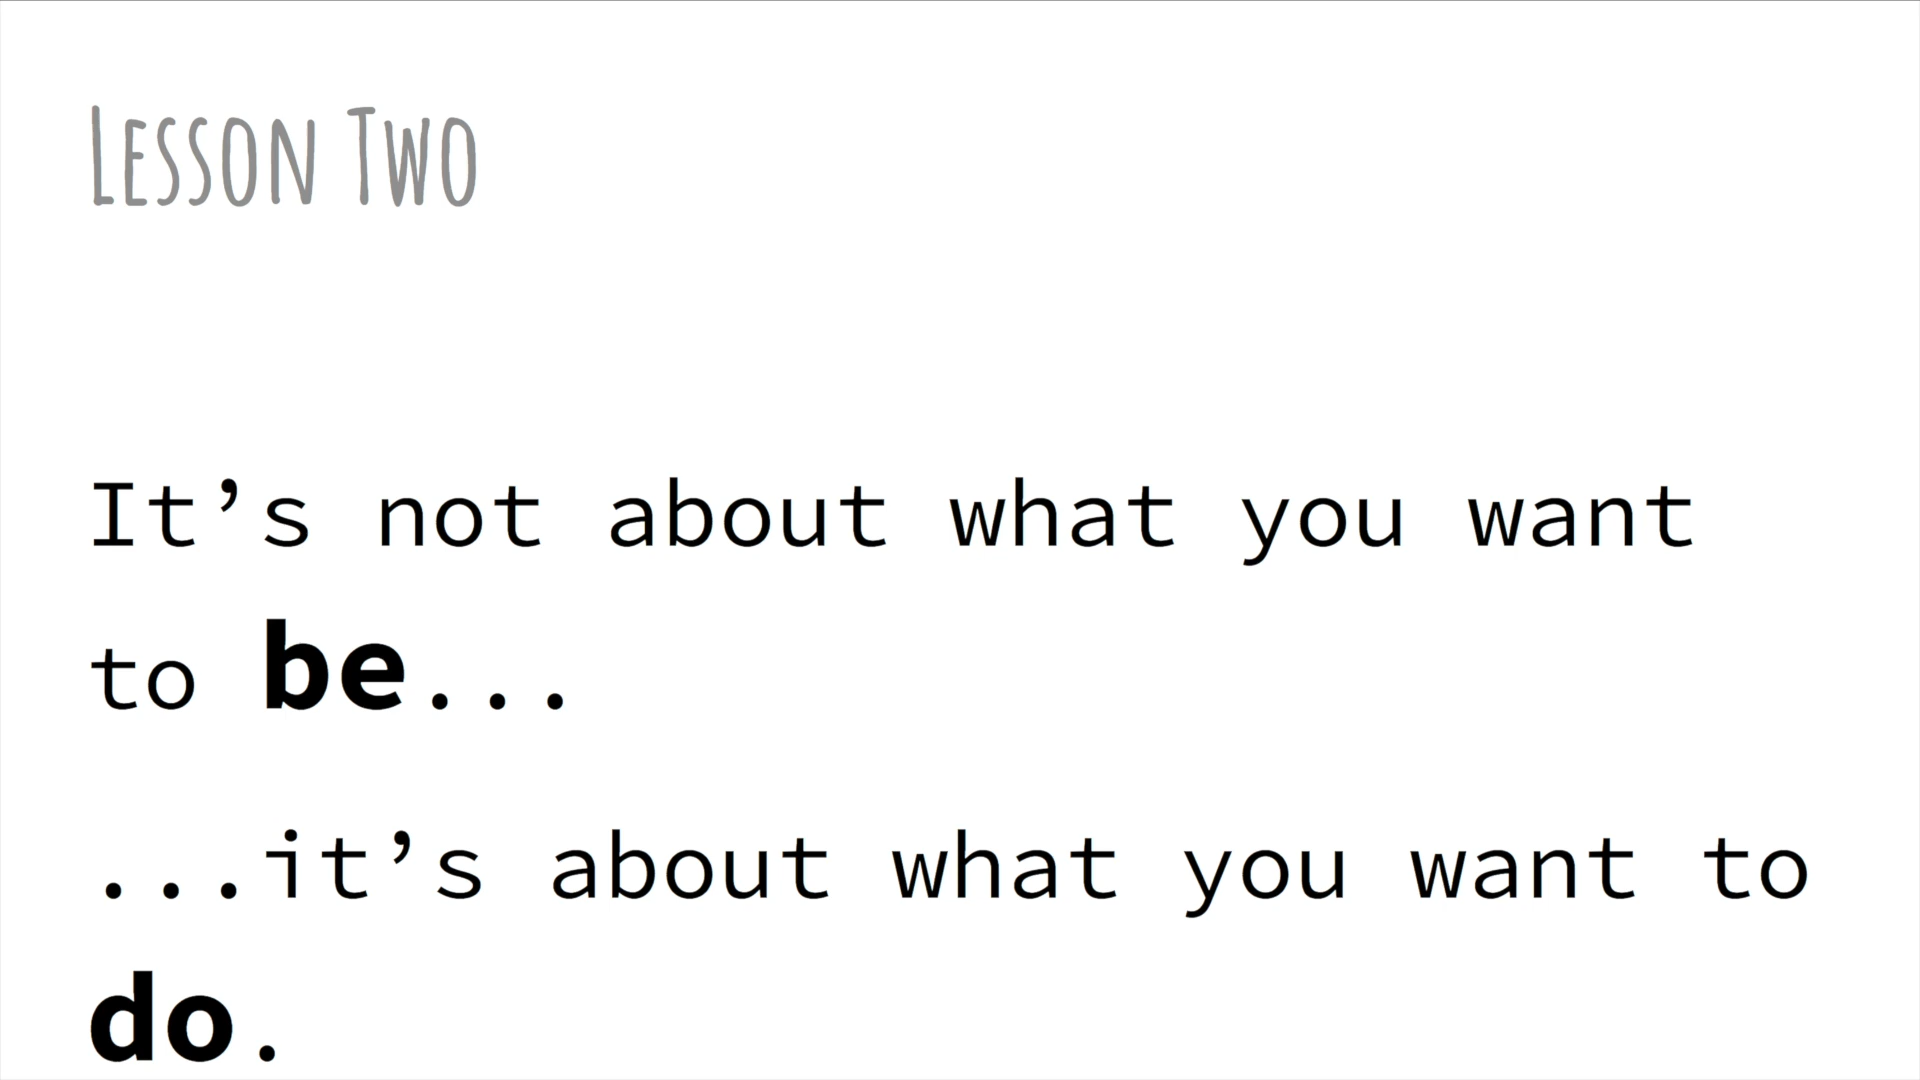 Lesson Two
It’s not about what you want
to be...
...it’s about what you want to
do.